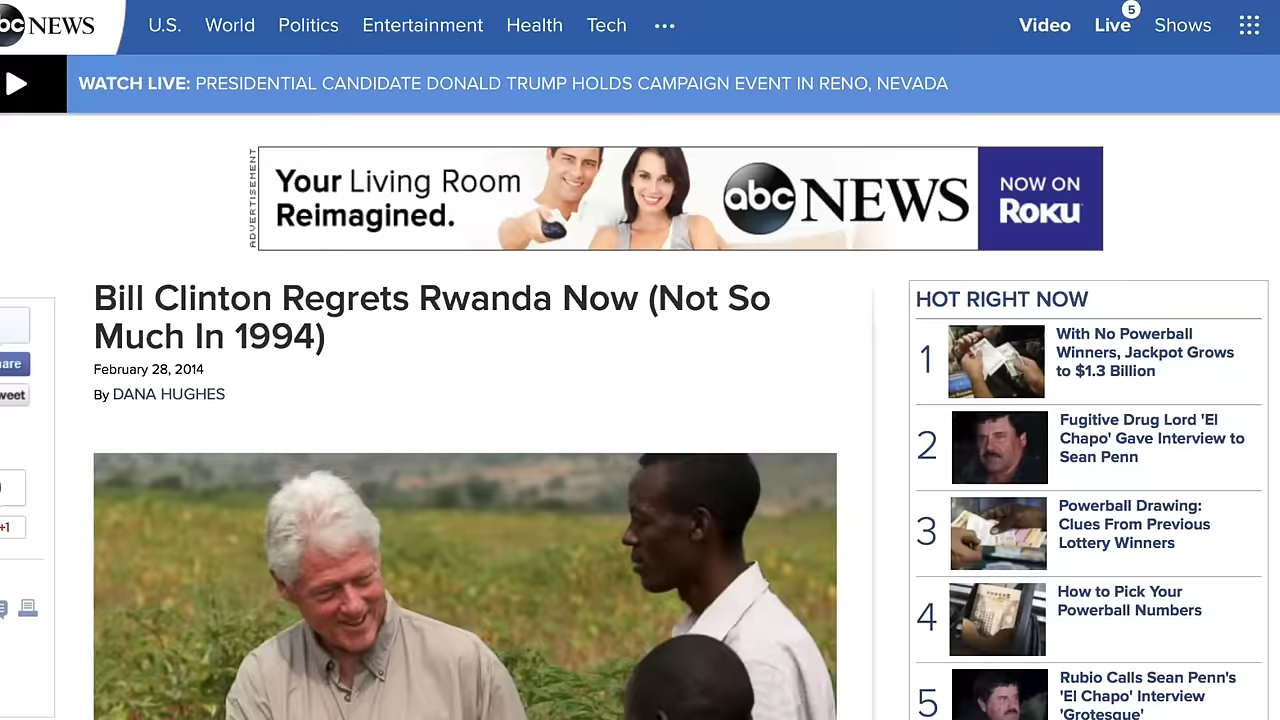 abc NEWS
U.S. World Politics Entertainment Health Tech ...
Video Live 5 Shows
WATCH LIVE: PRESIDENTIAL CANDIDATE DONALD TRUMP HOLDS CAMPAIGN EVENT IN RENO, NEVADA
ADVERTISEMENT
Your Living Room
Reimagined.
abc NEWS
NOW ON
ROKU
Bill Clinton Regrets Rwanda Now (Not So
Much In 1994)
February 28, 2014
By DANA HUGHES
are
weet
+1
HOT RIGHT NOW
1
With No Powerball
Winners, Jackpot Grows
to $1.3 Billion
2
Fugitive Drug Lord 'El
Chapo' Gave Interview to
Sean Penn
3
Powerball Drawing:
Clues From Previous
Lottery Winners
4
How to Pick Your
Powerball Numbers
5
Rubio Calls Sean Penn's
'El Chapo' Interview
'Grotesque'